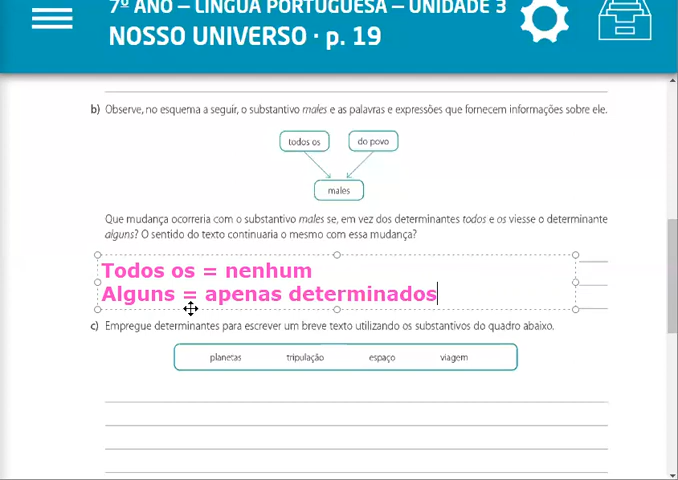 7º ANO – LÍNGUA PORTUGUESA – UNIDADE 3
NOSSO UNIVERSO · p. 19
b) Observe, no esquema a seguir, o substantivo males e as palavras e expressões que fornecem informações sobre ele.
todos os
do povo
males
Que mudança ocorreria com o substantivo males se, em vez dos determinantes todos e os viesse o determinante
alguns? O sentido do texto continuaria o mesmo com essa mudança?
Todos os = nenhum
Alguns = apenas determinados
c) Empregue determinantes para escrever um breve texto utilizando os substantivos do quadro abaixo.
planetas tripulação espaço viagem